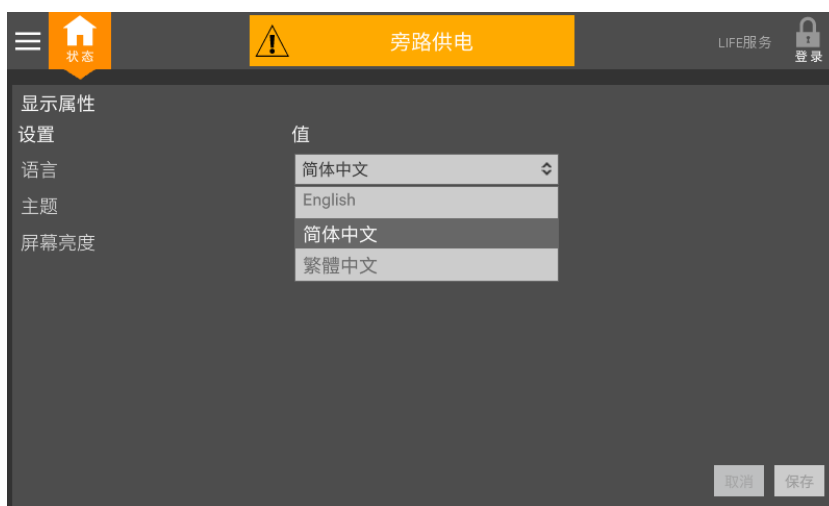 状态
旁路供电
LIFE服务
登录
显示属性
设置 值
语言 简体中文
主题 English
简体中文
屏幕亮度
繁體中文
取消 保存